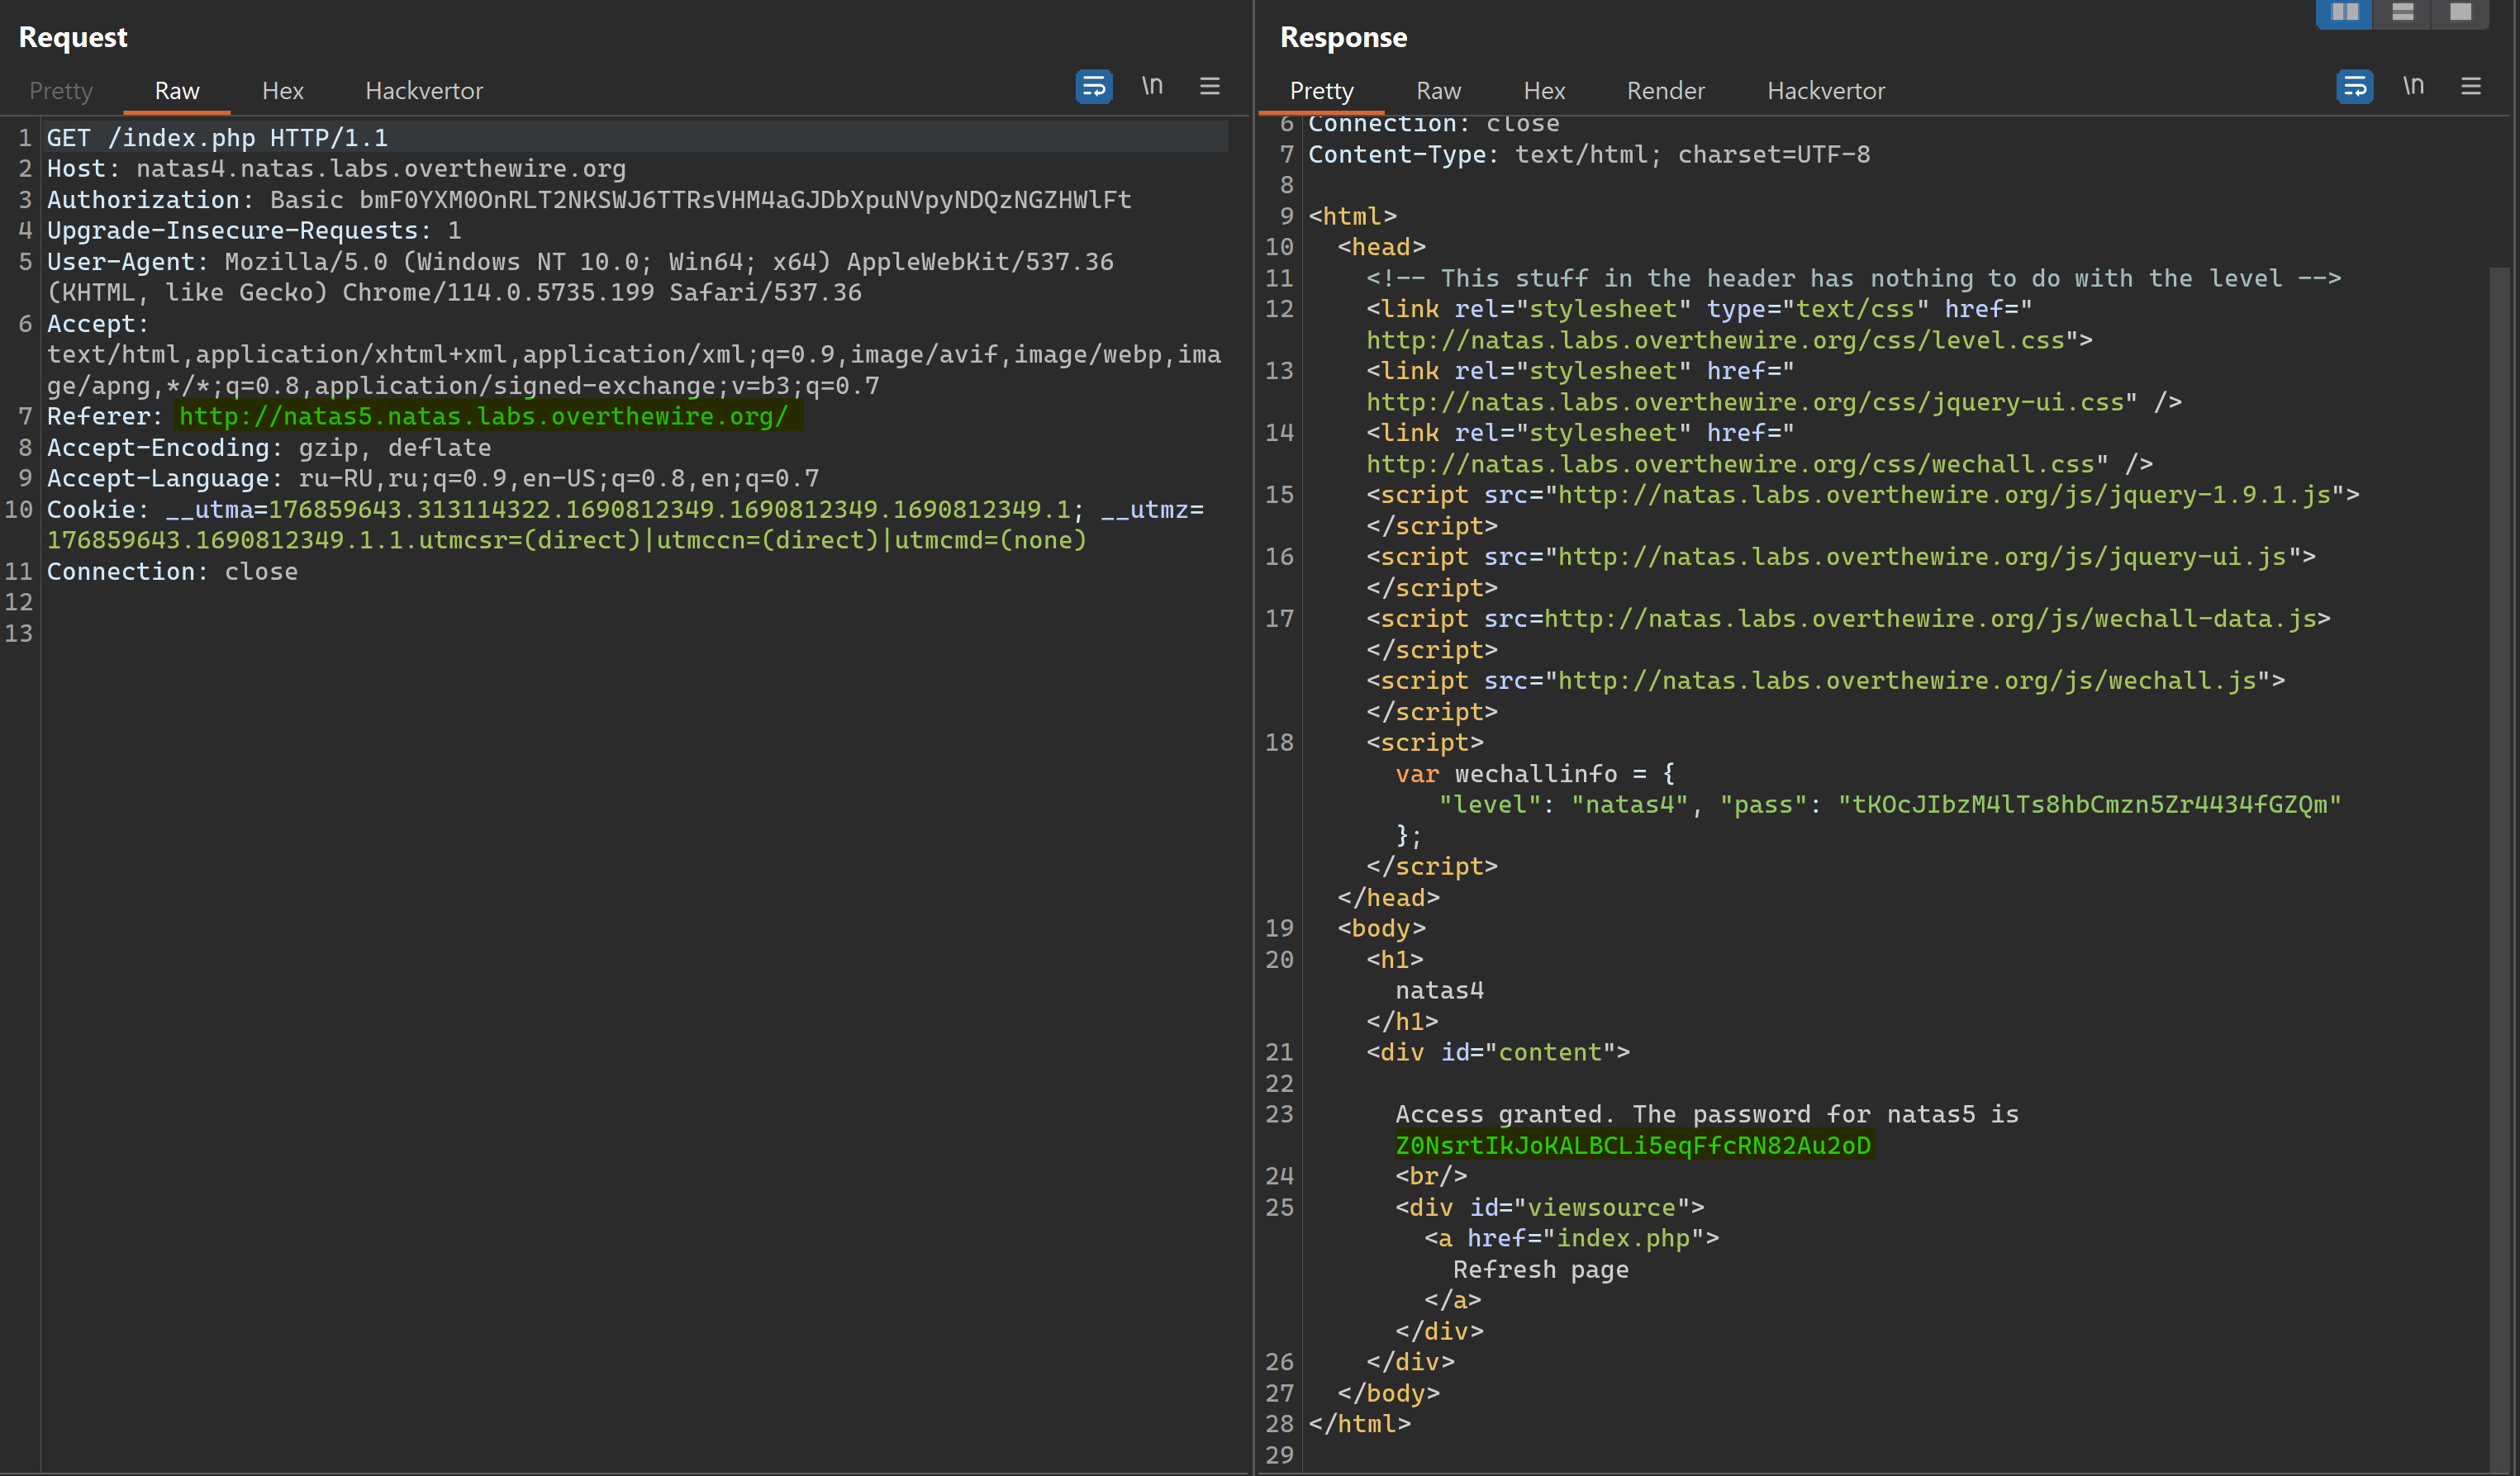 Request
Pretty Raw Hex Hackvertor \n
1 GET /index.php HTTP/1.1
2 Host: natas4.natas.labs.overthewire.org
3 Authorization: Basic bmF0YXM0OnRLT2NKSWJ6TTRsVHM4aGJDbXpuNVpyNDQzNGZHWlFt
4 Upgrade-Insecure-Requests: 1
5 User-Agent: Mozilla/5.0 (Windows NT 10.0; Win64; x64) AppleWebKit/537.36
(KHTML, like Gecko) Chrome/114.0.5735.199 Safari/537.36
6 Accept:
text/html,application/xhtml+xml,application/xml;q=0.9,image/avif,image/webp,ima
ge/apng,*/*;q=0.8,application/signed-exchange;v=b3;q=0.7
7 Referer: http://natas5.natas.labs.overthewire.org/
8 Accept-Encoding: gzip, deflate
9 Accept-Language: ru-RU,ru;q=0.9,en-US;q=0.8,en;q=0.7
10 Cookie: __utma=176859643.313114322.1690812349.1690812349.1690812349.1; __utmz=
176859643.1690812349.1.1.utmcsr=(direct)|utmccn=(direct)|utmcmd=(none)
11 Connection: close
12
13
Response
Pretty Raw Hex Render Hackvertor \n
6 Connection: close
7 Content-Type: text/html; charset=UTF-8
8
9 <html>
10 <head>
11 <!-- This stuff in the header has nothing to do with the level -->
12 <link rel="stylesheet" type="text/css" href="
http://natas.labs.overthewire.org/css/level.css">
13 <link rel="stylesheet" href="
http://natas.labs.overthewire.org/css/jquery-ui.css" />
14 <link rel="stylesheet" href="
http://natas.labs.overthewire.org/css/wechall.css" />
15 <script src="http://natas.labs.overthewire.org/js/jquery-1.9.1.js">
</script>
16 <script src="http://natas.labs.overthewire.org/js/jquery-ui.js">
</script>
17 <script src=http://natas.labs.overthewire.org/js/wechall-data.js>
</script>
<script src="http://natas.labs.overthewire.org/js/wechall.js">
</script>
18 <script>
var wechallinfo = {
"level": "natas4", "pass": "tKOcJIbzM4lTs8hbCmzn5Zr4434fGZQm"
};
</script>
</head>
19 <body>
20 <h1>
natas4
</h1>
21 <div id="content">
22
23 Access granted. The password for natas5 is
Z0NsrtIkJoKALBCLi5eqFfcRN82Au2oD
24 <br/>
25 <div id="viewsource">
<a href="index.php">
Refresh page
</a>
</div>
26 </div>
27 </body>
28 </html>
29